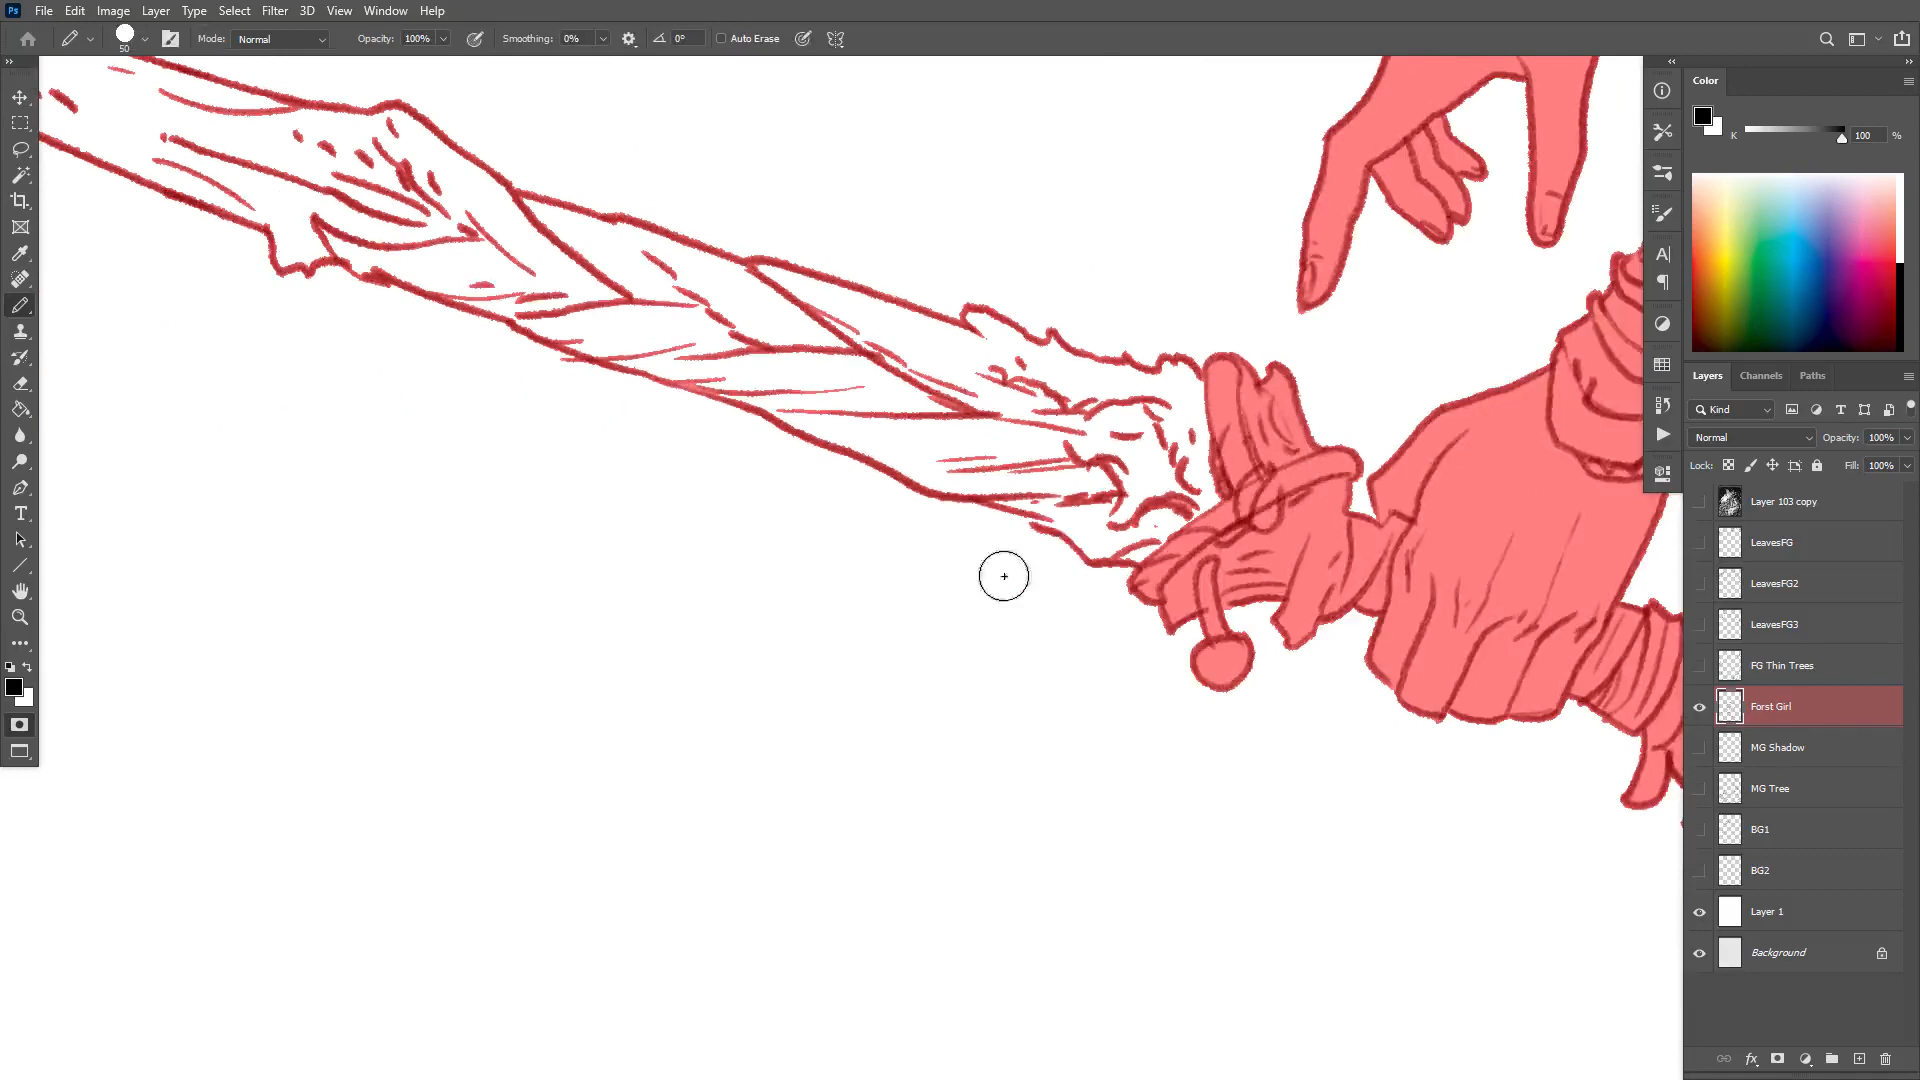 Ps File Edit Image Layer Type Select Filter 3D View Window Help
50 Mode: Normal Opacity: 100% Smoothing: 0% 0° Auto Erase
Color
K 100 %
Layers Channels Paths
Kind
Normal Opacity: 100%
Lock: Fill: 100%
Layer 103 copy
LeavesFG
LeavesFG2
LeavesFG3
FG Thin Trees
Forst Girl
MG Shadow
MG Tree
BG1
BG2
Layer 1
Background
fx